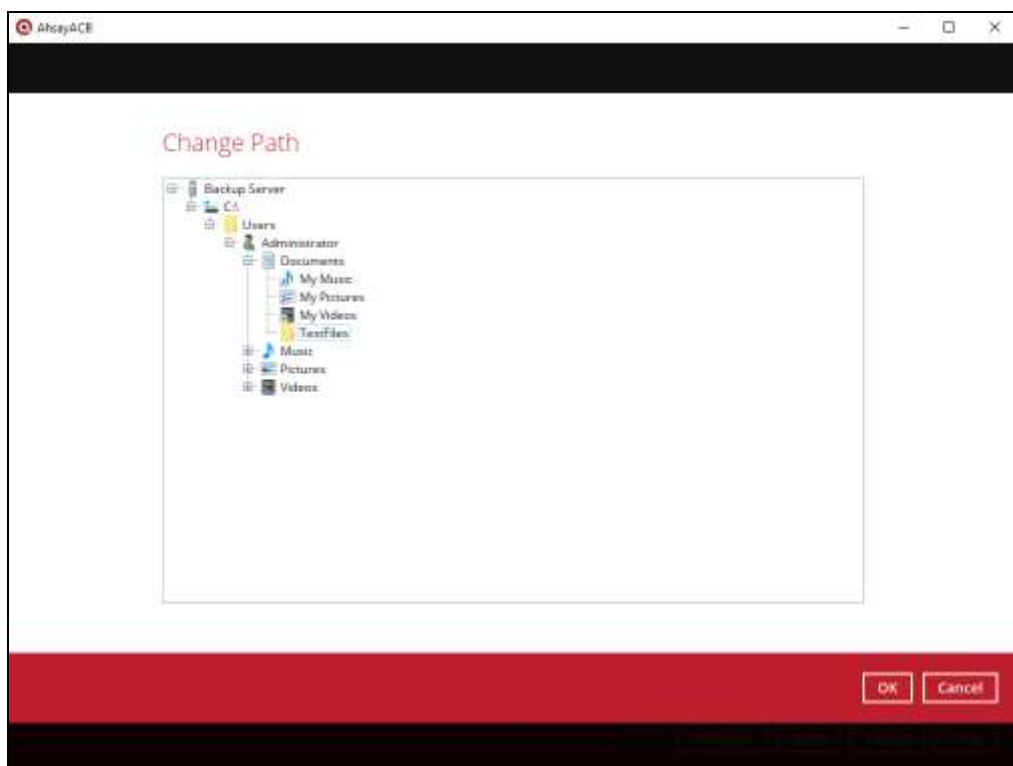 AhsayACB
Change Path
Backup Server
C:\
Users
Administrator
Documents
My Music
My Pictures
My Videos
TestFiles
Music
Pictures
Videos
OK Cancel